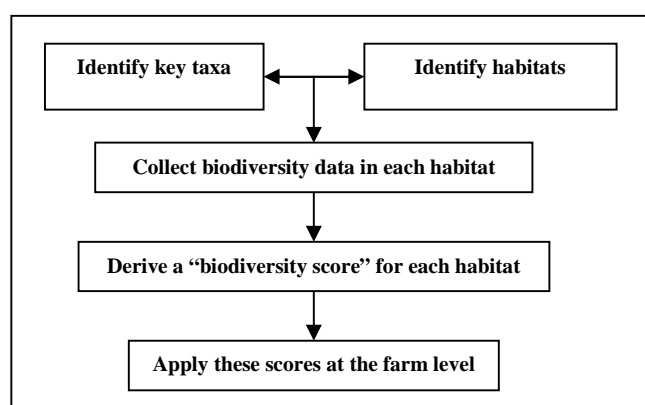 Identify key taxa
Identify habitats
Collect biodiversity data in each habitat
Derive a “biodiversity score” for each habitat
Apply these scores at the farm level